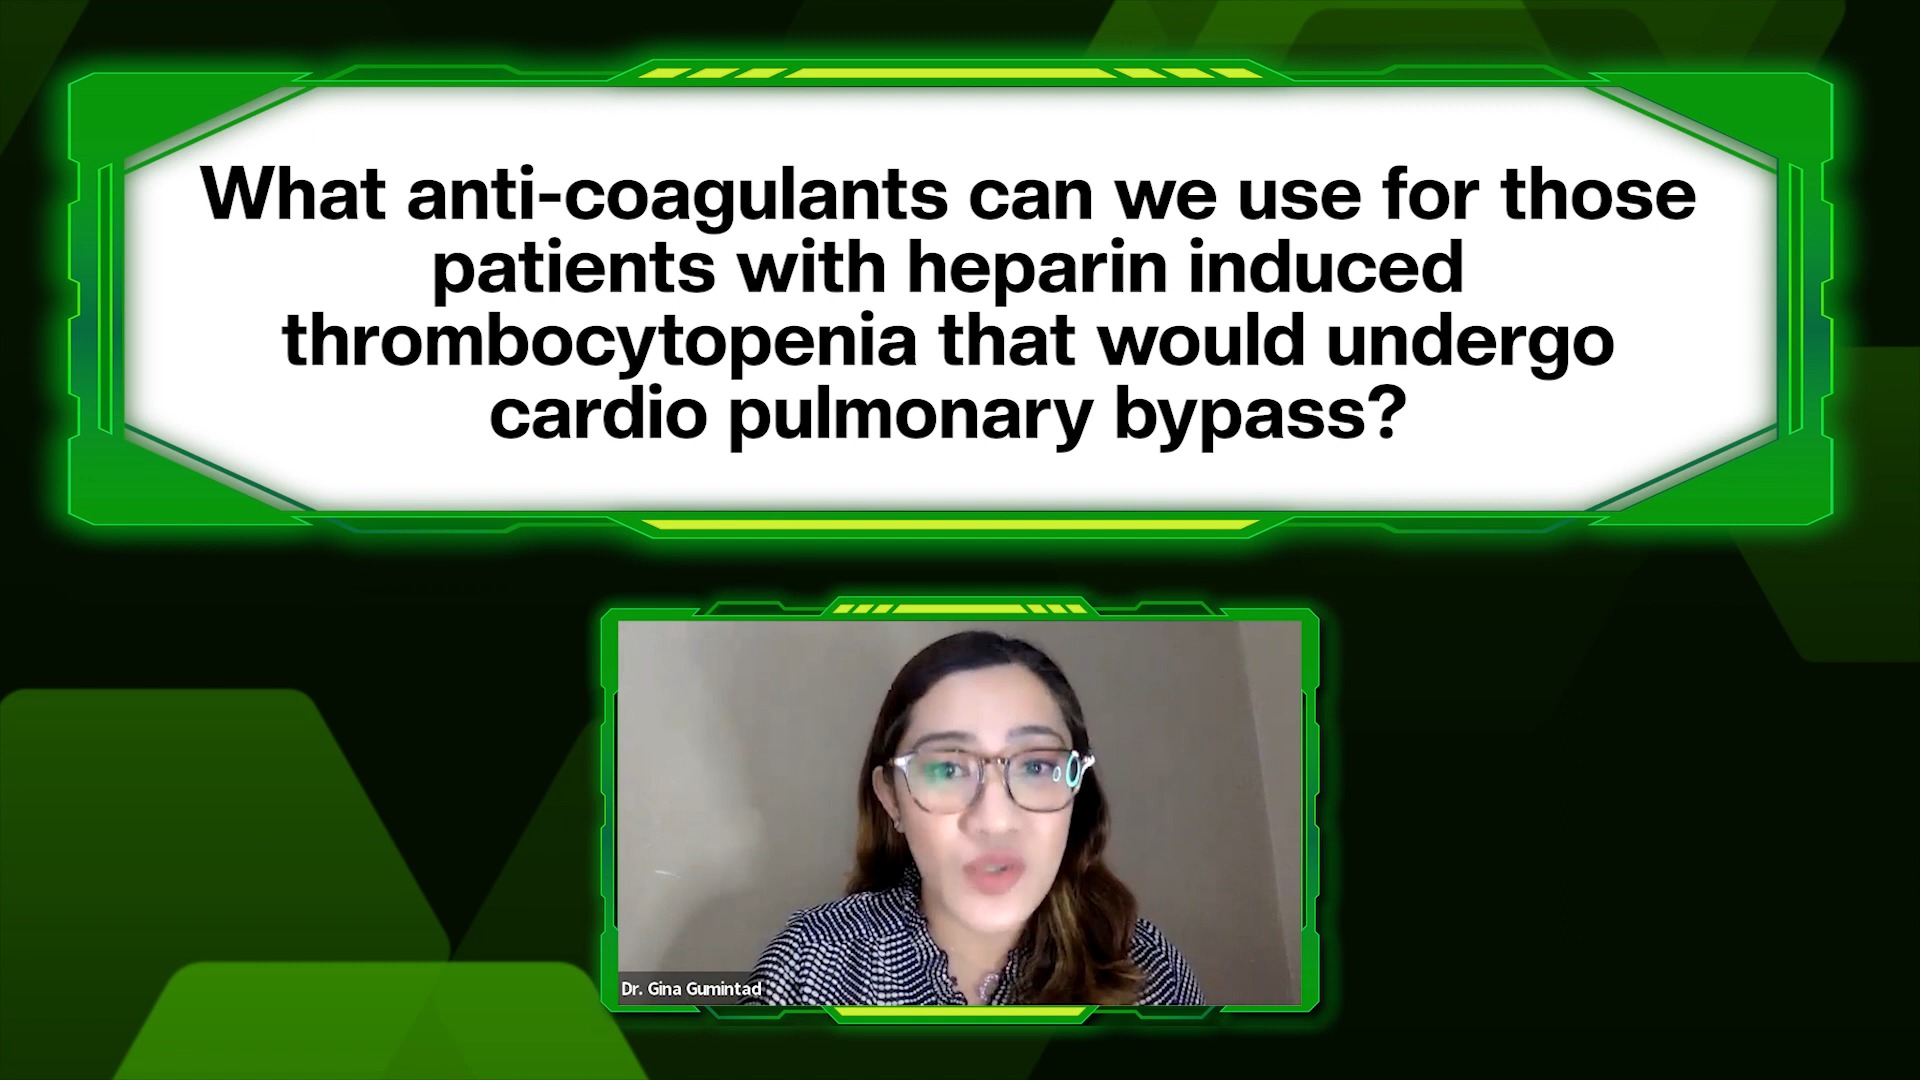 What anti-coagulants can we use for those
patients with heparin induced
thrombocytopenia that would undergo
cardio pulmonary bypass?
Dr. Gina Gumintad